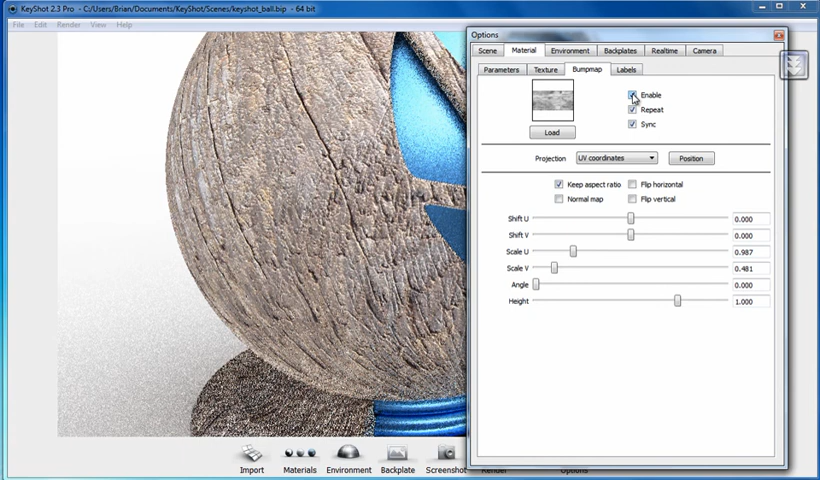 KeyShot 2.3 Pro - C:/Users/Brian/Documents/KeyShot/Scenes/keyshot_ball.bip - 64 bit
File Edit Render View Help
Options
Scene Material Environment Backplates Realtime Camera
Parameters Texture Bumpmap Labels
Enable
Repeat
Sync
Load
Projection UV coordinates Position
Keep aspect ratio Flip horizontal
Normal map Flip vertical
Shift U 0.000
Shift V 0.000
Scale U 0.987
Scale V 0.481
Angle 0.000
Height 1.000
Import Materials Environment Backplate Screenshot Render Options